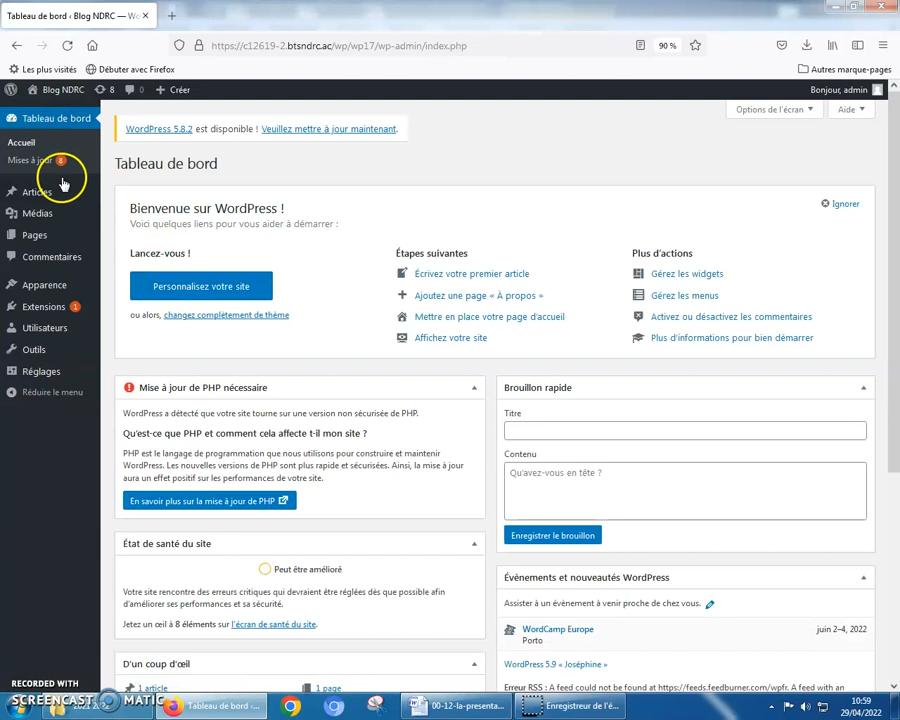 Tableau de bord ‹ Blog NDRC — Wo
https://c12619-2.btsndrc.ac/wp/wp17/wp-admin/index.php
90 %
Les plus visités
Débuter avec Firefox
Autres marque-pages
Blog NDRC
8
0
Créer
Bonjour, admin
Tableau de bord
Accueil
Mises à jour 8
Articles
Médias
Pages
Commentaires
Apparence
Extensions 1
Utilisateurs
Outils
Réglages
Réduire le menu
Options de l'écran
Aide
WordPress 5.8.2 est disponible ! Veuillez mettre à jour maintenant.
Tableau de bord
Bienvenue sur WordPress !
Voici quelques liens pour vous aider à démarrer :
Ignorer
Lancez-vous !
Personnalisez votre site
ou alors, changez complètement de thème
Étapes suivantes
Écrivez votre premier article
Ajoutez une page « À propos »
Mettre en place votre page d'accueil
Affichez votre site
Plus d'actions
Gérez les widgets
Gérez les menus
Activez ou désactivez les commentaires
Plus d'informations pour bien démarrer
Mise à jour de PHP nécessaire
WordPress a détecté que votre site tourne sur une version non sécurisée de PHP.
Qu'est-ce que PHP et comment cela affecte t-il mon site ?
PHP est le langage de programmation que nous utilisons pour construire et maintenir
WordPress. Les nouvelles versions de PHP sont plus rapide et sécurisées. Ainsi, la mise à jour
aura un effet positif sur les performances de votre site.
En savoir plus sur la mise à jour de PHP
État de santé du site
Peut être amélioré
Votre site rencontre des erreurs critiques qui devraient être réglées dès que possible afin
d'améliorer ses performances et sa sécurité.
Jetez un œil à 8 éléments sur l'écran de santé du site.
D'un coup d'œil
1 article
1 page
Brouillon rapide
Titre
Contenu
Qu'avez-vous en tête ?
Enregistrer le brouillon
Évènements et nouveautés WordPress
Assister à un évènement à venir proche de chez vous.
WordCamp Europe
juin 2–4, 2022
Porto
WordPress 5.9 « Joséphine »
Erreur RSS : A feed could not be found at https://feeds.feedburner.com/wpfr. A feed with an
RECORDED WITH
SCREENCAST MATIC
Tableau de bord ‹...
00-12-la-presenta...
Enregistreur de l'é...
10:59
29/04/2022